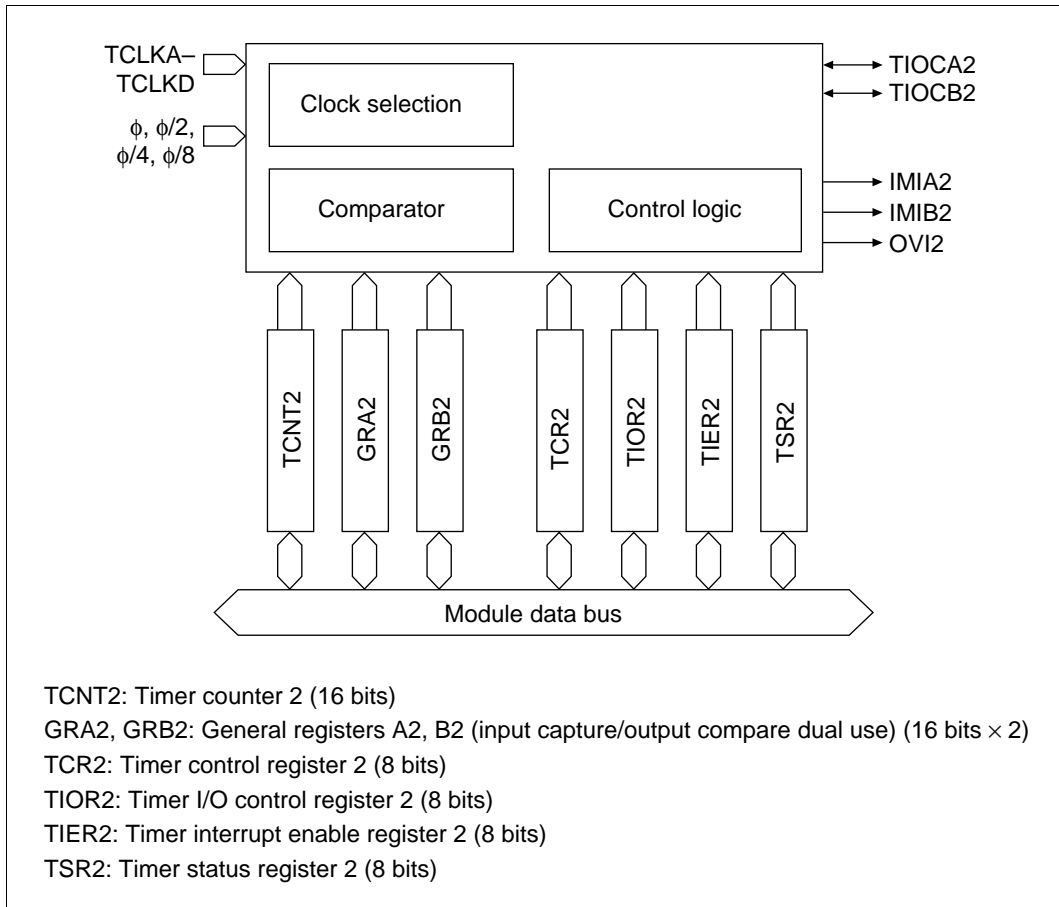 TCLKA–
TCLKD
ϕ, ϕ/2,
ϕ/4, ϕ/8
Clock selection
Comparator
Control logic
TIOCA2
TIOCB2
IMIA2
IMIB2
OVI2
TCNT2
GRA2
GRB2
TCR2
TIOR2
TIER2
TSR2
Module data bus
TCNT2: Timer counter 2 (16 bits)
GRA2, GRB2: General registers A2, B2 (input capture/output compare dual use) (16 bits × 2)
TCR2: Timer control register 2 (8 bits)
TIOR2: Timer I/O control register 2 (8 bits)
TIER2: Timer interrupt enable register 2 (8 bits)
TSR2: Timer status register 2 (8 bits)